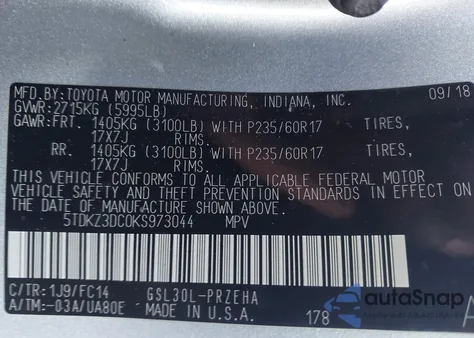 MFD.BY:TOYOTA MOTOR MANUFACTURING, INDIANA, INC. 09/18
GVWR:2715KG (5995LB)
GAWR:FRT. 1405KG (3100LB) WITH P235/60R17 TIRES,
17X7J RIMS.
RR. 1405KG (3100LB) WITH P235/60R17 TIRES,
17X7J RIMS.
THIS VEHICLE CONFORMS TO ALL APPLICABLE FEDERAL MOTOR
VEHICLE SAFETY AND THEFT PREVENTION STANDARDS IN EFFECT ON
THE DATE OF MANUFACTURE SHOWN ABOVE.
5TDKZ3DC0KS973044 MPV
C/TR:1J9/FC14 GSL30L-PRZEHA
A/TM:-03A/UA80E MADE IN U.S.A. 178 A
autoSnap